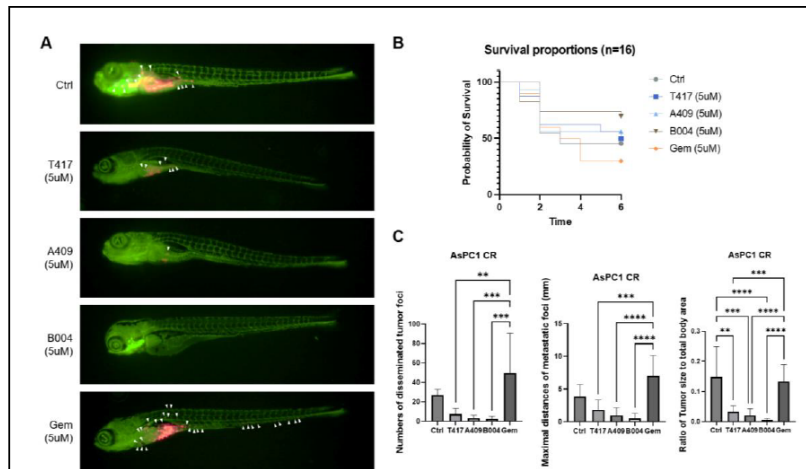 A
Ctrl
T417
(5uM)
A409
(5uM)
B004
(5uM)
Gem
(5uM)
B
Survival proportions (n=16)
Probability of Survival
100
50
0
0
2
4
6
Time
Ctrl
T417 (5uM)
A409 (5uM)
B004 (5uM)
Gem (5uM)
C
AsPC1 CR
Numbers of disseminated tumor foci
100
80
60
40
20
0
**
***
***
Ctrl T417 A409 B004 Gem
AsPC1 CR
Maximal distances of metastatic foci (mm)
15
10
5
0
***
****
****
Ctrl T417 A409 B004 Gem
AsPC1 CR
Ratio of Tumor size to total body area
0.3
0.2
0.1
0.0
***
****
***
****
**
****
Ctrl T417 A409 B004 Gem